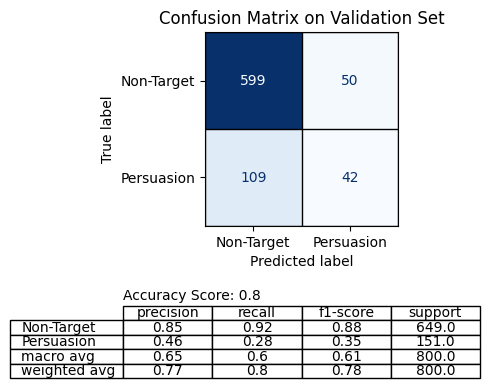 Confusion Matrix on Validation Set
True label
Non-Target 599 50
Persuasion 109 42
Non-Target Persuasion
Predicted label
Accuracy Score: 0.8
precision recall f1-score support
Non-Target 0.85 0.92 0.88 649.0
Persuasion 0.46 0.28 0.35 151.0
macro avg 0.65 0.6 0.61 800.0
weighted avg 0.77 0.8 0.78 800.0